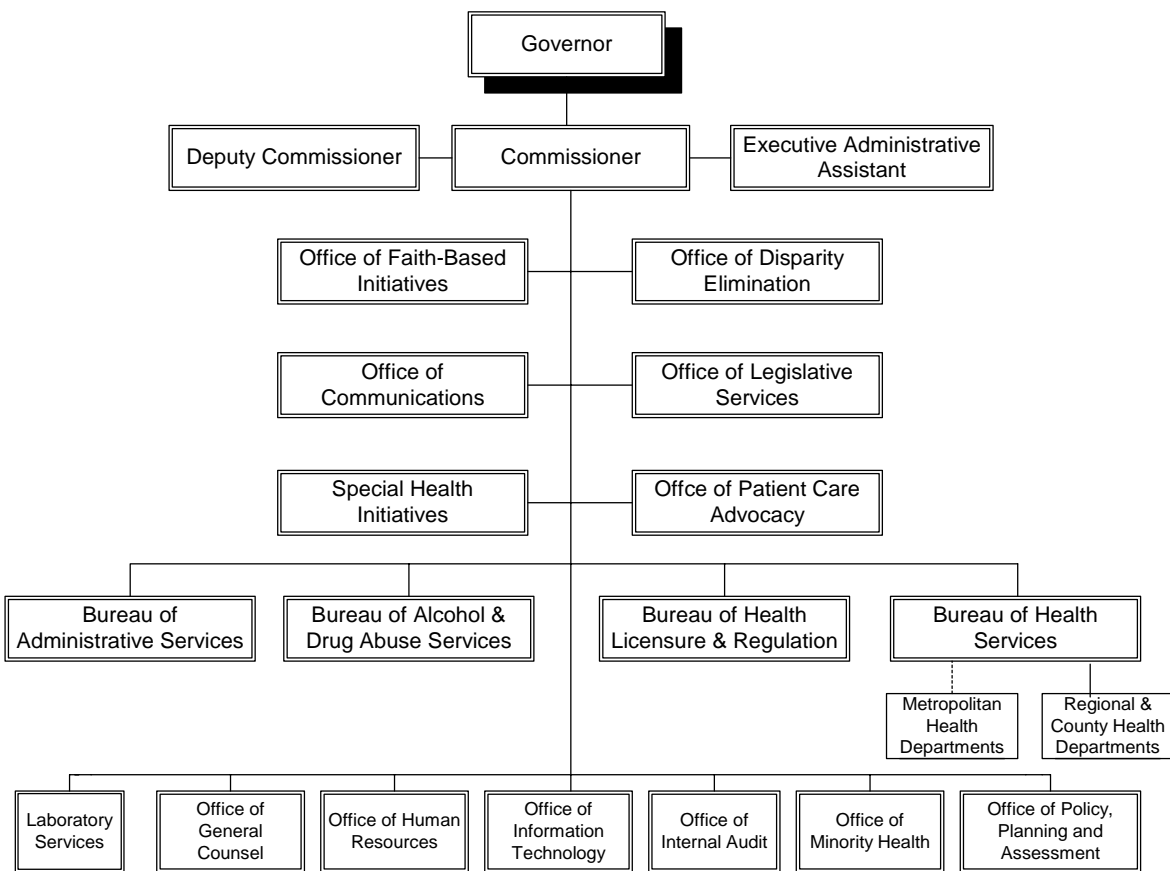 Governor
Deputy Commissioner
Commissioner
Executive Administrative
Assistant
Office of Faith-Based
Initiatives
Office of Disparity
Elimination
Office of
Communications
Office of Legislative
Services
Special Health
Initiatives
Offce of Patient Care
Advocacy
Bureau of
Administrative Services
Bureau of Alcohol &
Drug Abuse Services
Bureau of Health
Licensure & Regulation
Bureau of Health
Services
Metropolitan
Health
Departments
Regional &
County Health
Departments
Laboratory
Services
Office of
General
Counsel
Office of Human
Resources
Office of
Information
Technology
Office of
Internal Audit
Office of
Minority Health
Office of Policy,
Planning and
Assessment